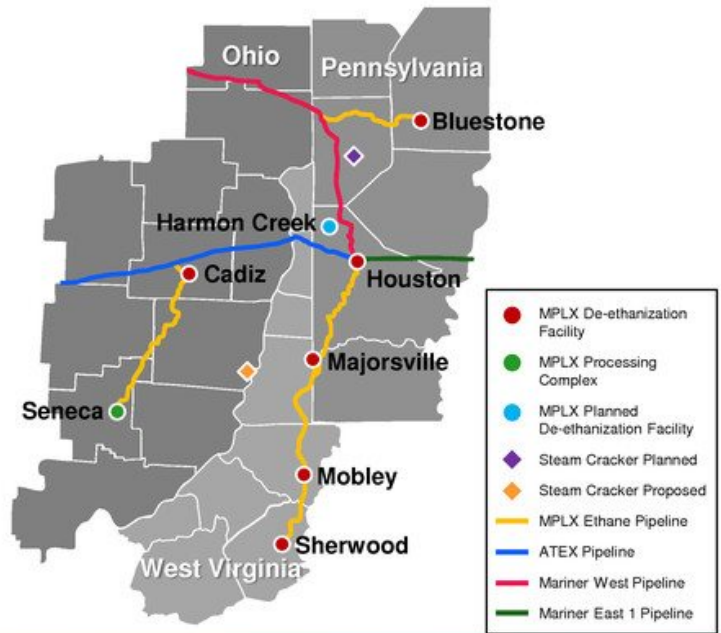 Ohio
Pennsylvania
Bluestone
Harmon Creek
Cadiz
Houston
Majorsville
Seneca
Mobley
Sherwood
West Virginia
MPLX De-ethanization
Facility
MPLX Processing
Complex
MPLX Planned
De-ethanization Facility
Steam Cracker Planned
Steam Cracker Proposed
MPLX Ethane Pipeline
ATEX Pipeline
Mariner West Pipeline
Mariner East 1 Pipeline